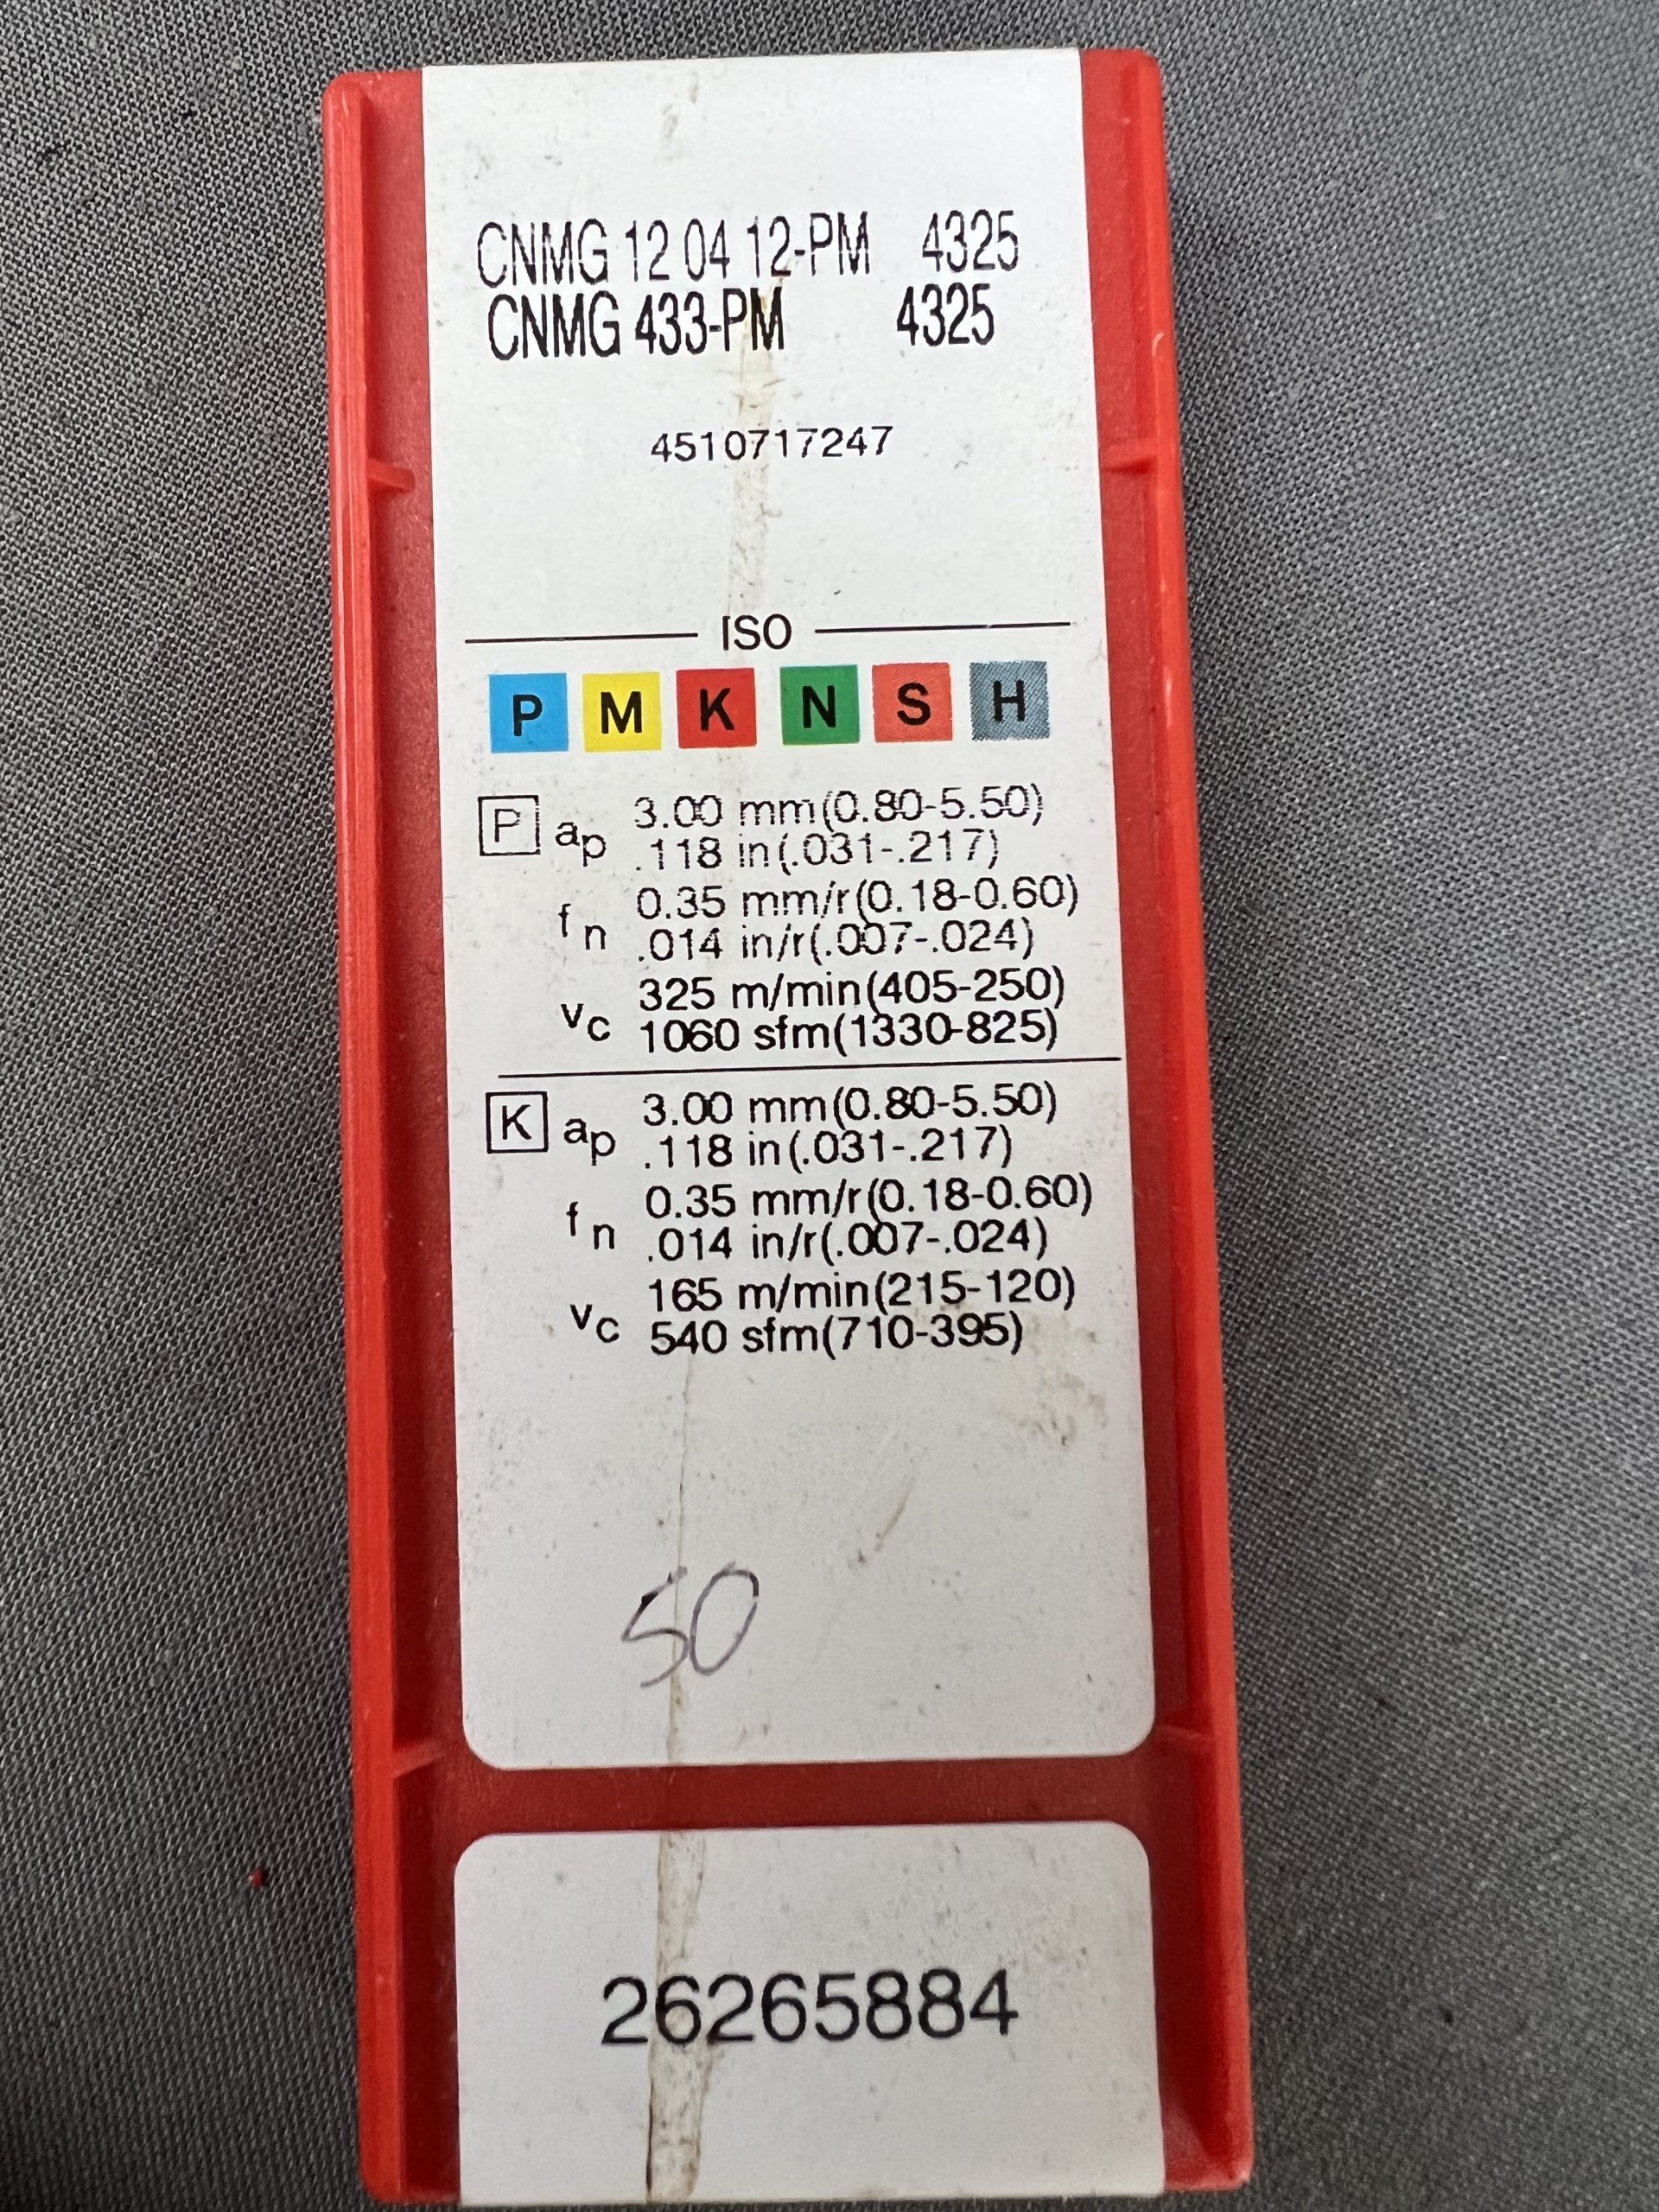 CNMG 12 04 12-PM 4325
CNMG 433-PM 4325
4510717247
ISO
P M K N S H
P ap 3.00 mm(0.80-5.50)
.118 in(.031-.217)
fn 0.35 mm/r(0.18-0.60)
.014 in/r(.007-.024)
vc 325 m/min(405-250)
1060 sfm(1330-825)
K ap 3.00 mm(0.80-5.50)
.118 in(.031-.217)
fn 0.35 mm/r(0.18-0.60)
.014 in/r(.007-.024)
vc 165 m/min(215-120)
540 sfm(710-395)
50
26265884